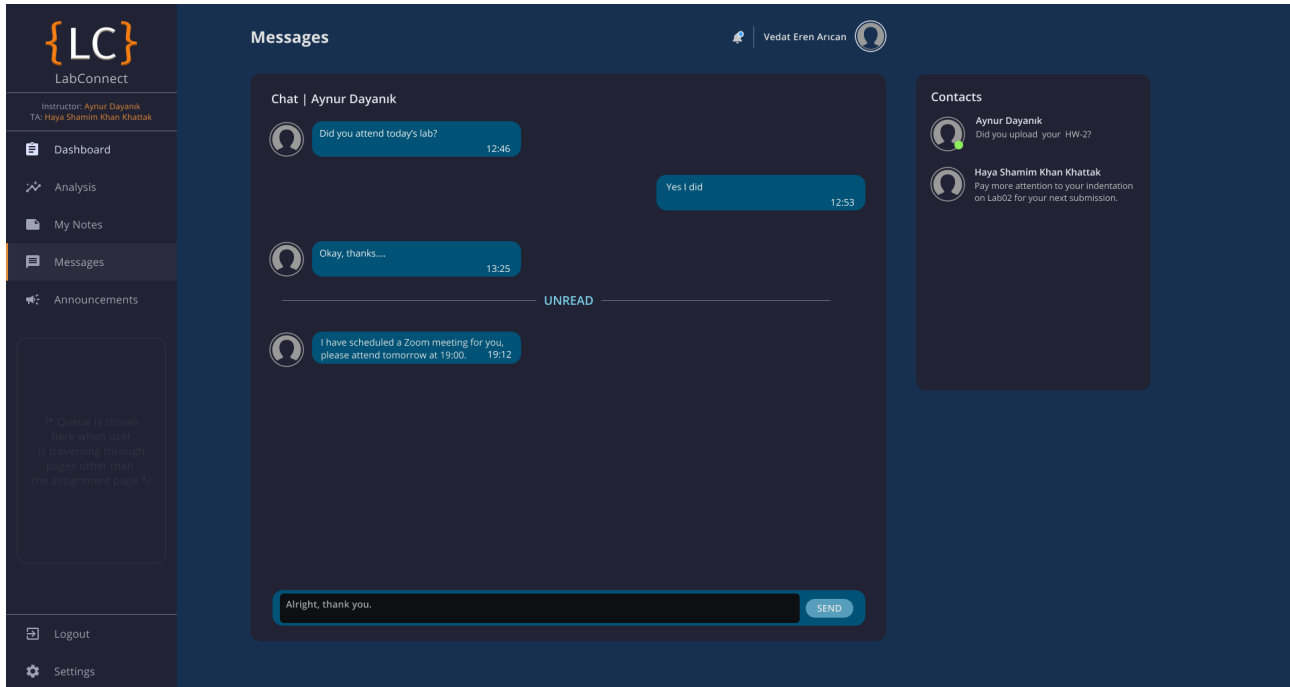 {LC}
LabConnect
Instructor: Aynur Dayanık
TA: Haya Shamim Khan Khattak
Dashboard
Analysis
My Notes
Messages
Announcements
/* Queue is shown
here when user
is traversing through
pages other than
the assignment page */
Logout
Settings
Messages
Vedat Eren Arıcan
Chat | Aynur Dayanık
Did you attend today's lab?
12:46
Yes I did
12:53
Okay, thanks....
13:25
UNREAD
I have scheduled a Zoom meeting for you,
please attend tomorrow at 19:00. 19:12
Alright, thank you.
SEND
Contacts
Aynur Dayanık
Did you upload your HW-2?
Haya Shamim Khan Khattak
Pay more attention to your indentation
on Lab02 for your next submission.